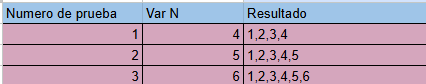 Numero de prueba Var N Resultado
1 4 1,2,3,4
2 5 1,2,3,4,5
3 6 1,2,3,4,5,6